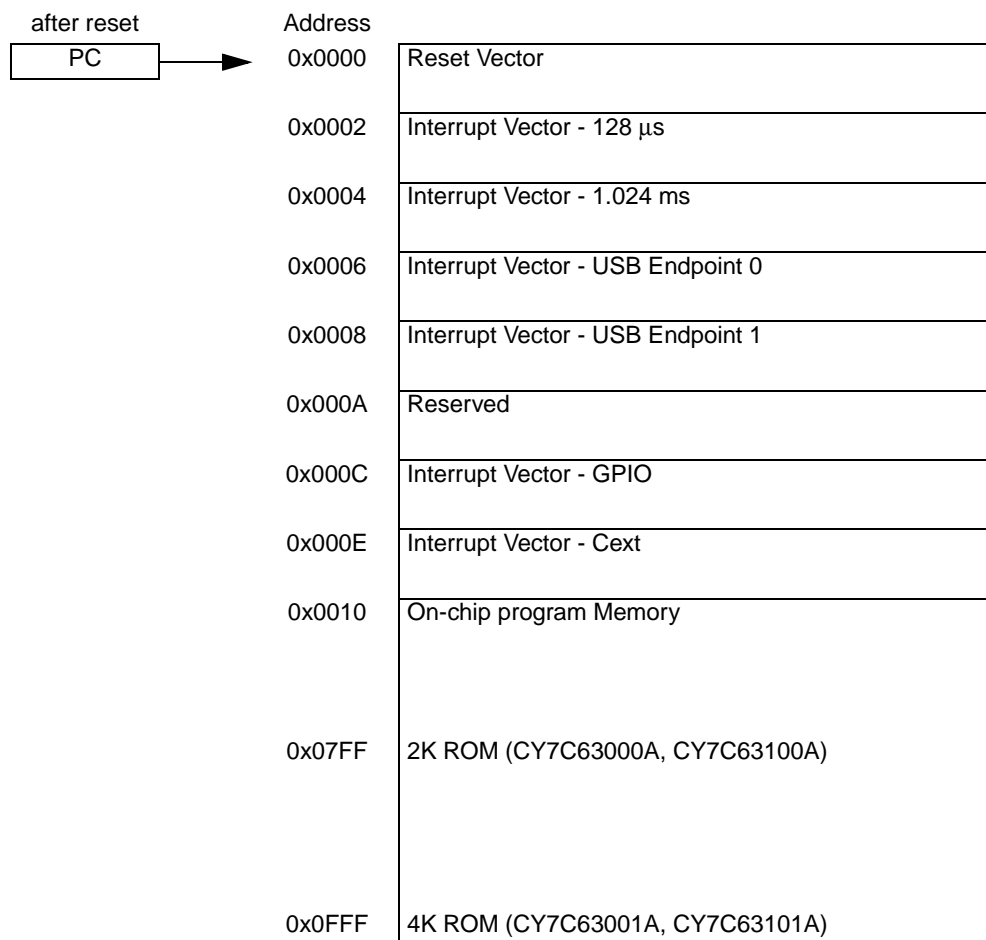 after reset Address
PC 0x0000 Reset Vector
0x0002 Interrupt Vector - 128 μs
0x0004 Interrupt Vector - 1.024 ms
0x0006 Interrupt Vector - USB Endpoint 0
0x0008 Interrupt Vector - USB Endpoint 1
0x000A Reserved
0x000C Interrupt Vector - GPIO
0x000E Interrupt Vector - Cext
0x0010 On-chip program Memory
0x07FF 2K ROM (CY7C63000A, CY7C63100A)
0x0FFF 4K ROM (CY7C63001A, CY7C63101A)